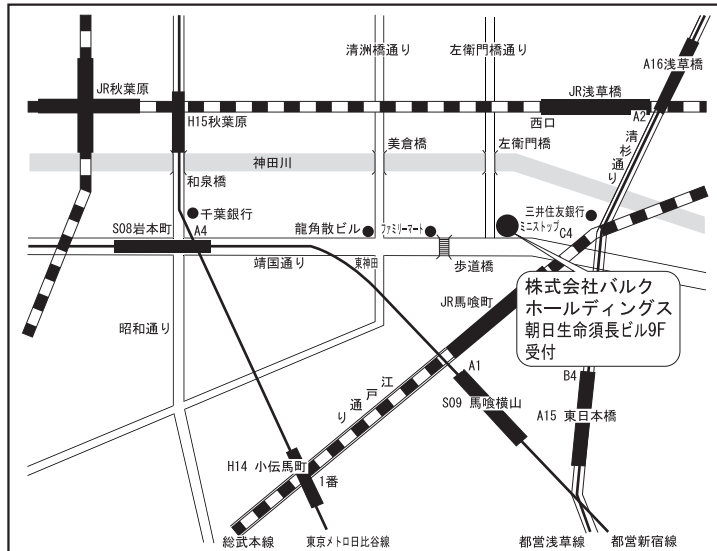 清洲橋通り
左衛門橋通り
A16浅草橋
JR秋葉原
JR浅草橋
H15秋葉原
西口
A2
清杉通り
美倉橋
左衛門橋
神田川
和泉橋
千葉銀行
三井住友銀行
S08岩本町
A4
龍角散ビル
ファミリーマート
ミニストップ
C4
靖国通り
東神田
歩道橋
株式会社バルク
ホールディングス
朝日生命須長ビル9F
受付
JR馬喰町
昭和通り
A1
江戸通り
B4
S09 馬喰横山
A15 東日本橋
H14 小伝馬町
1番
総武本線
東京メトロ日比谷線
都営浅草線
都営新宿線